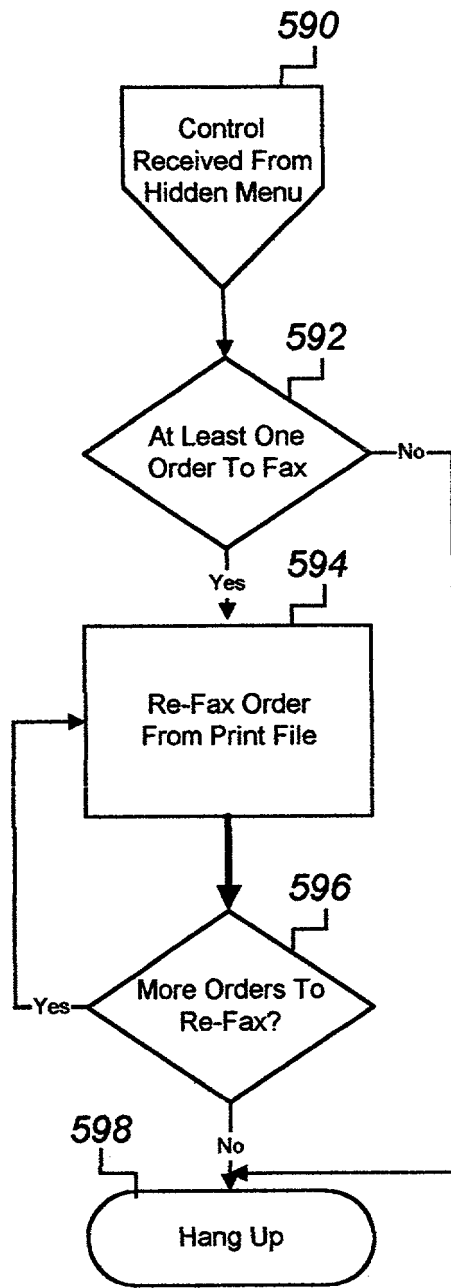 590
Control
Received From
Hidden Menu
592
At Least One
Order To Fax
No
Yes
594
Re-Fax Order
From Print File
596
More Orders To
Re-Fax?
Yes
No
598
Hang Up